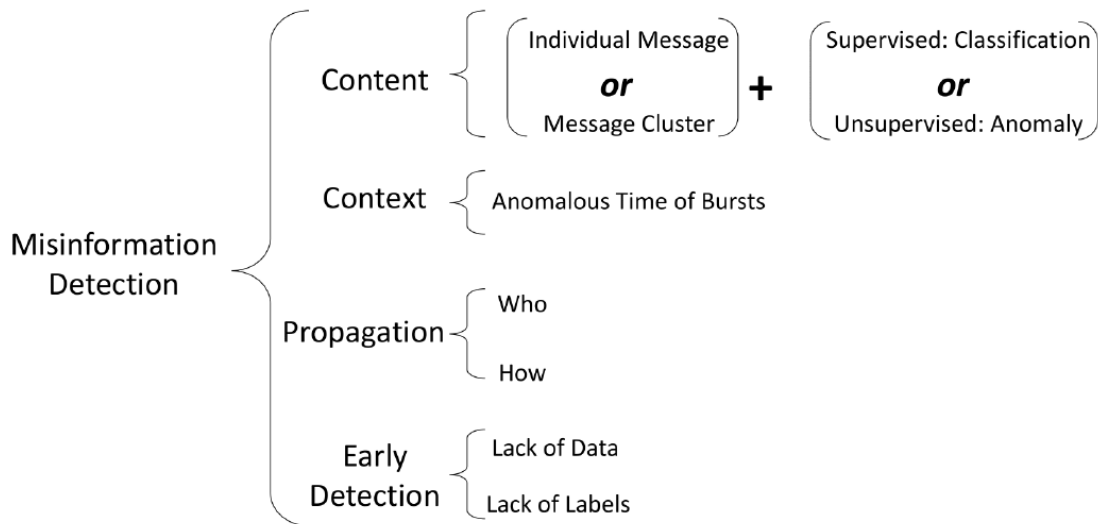 Misinformation
Detection
Content
Individual Message
or
Message Cluster
+
Supervised: Classification
or
Unsupervised: Anomaly
Context
Anomalous Time of Bursts
Propagation
Who
How
Early
Detection
Lack of Data
Lack of Labels